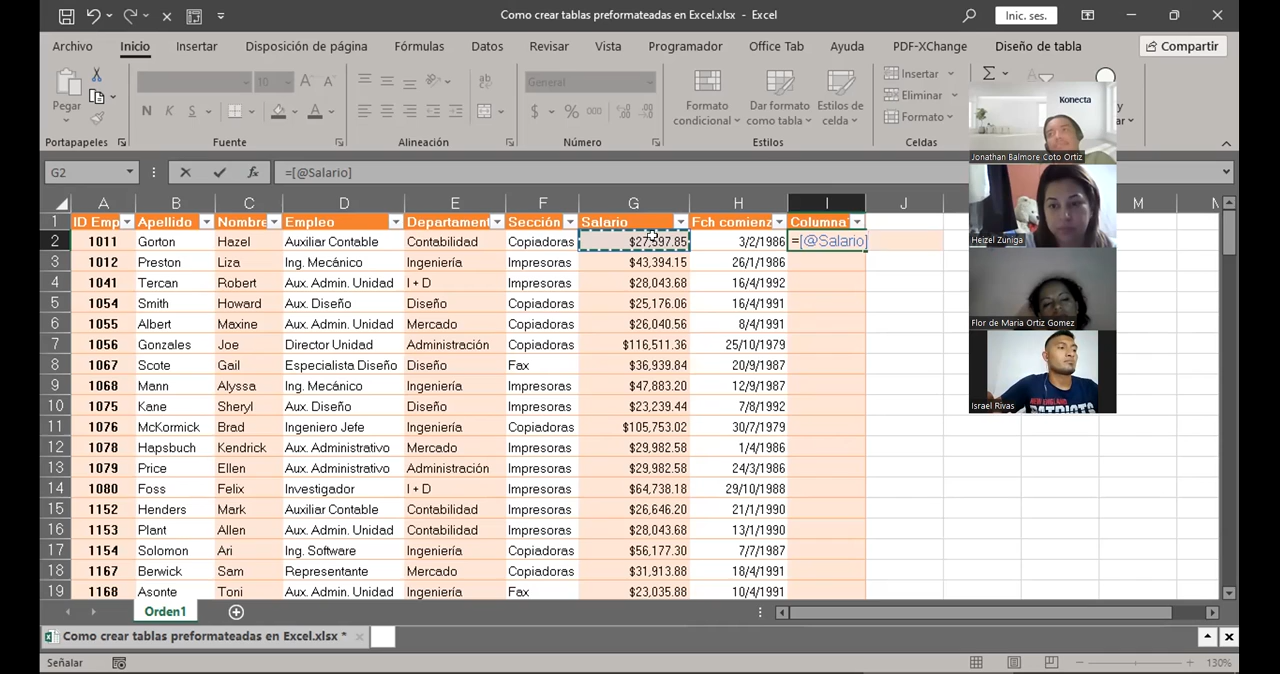 Como crear tablas preformateadas en Excel.xlsx - Excel
Inic. ses.
Archivo Inicio Insertar Disposición de página Fórmulas Datos Revisar Vista Programador Office Tab Ayuda PDF-XChange Diseño de tabla Compartir
Pegar
10 A A
N K S
ab
General
$ % 000
Formato condicional
Dar formato como tabla
Estilos de celda
Insertar
Eliminar
Formato
Σ
Portapapeles Fuente Alineación Número Estilos Celdas
Konecta
Jonathan Balmore Coto Ortiz
Heizel Zuniga
Flor de Maria Ortiz Gomez
NEW ENGLAND
PATRIOTS
Israel Rivas
G2 fx =[@Salario]
A B C D E F G H I J M
1 ID Emp Apellido Nombre Empleo Departament Sección Salario Fch comienz Columna
2 1011 Gorton Hazel Auxiliar Contable Contabilidad Copiadoras $27,597.85 3/2/1986 =[@Salario]
3 1012 Preston Liza Ing. Mecánico Ingeniería Impresoras $43,394.15 26/1/1986
4 1041 Tercan Robert Aux. Admin. Unidad I + D Impresoras $28,043.68 16/4/1992
5 1054 Smith Howard Aux. Diseño Diseño Copiadoras $25,176.06 16/4/1991
6 1055 Albert Maxine Aux. Admin. Unidad Mercado Copiadoras $26,040.56 8/4/1991
7 1056 Gonzales Joe Director Unidad Administración Copiadoras $116,511.36 25/10/1979
8 1067 Scote Gail Especialista Diseño Diseño Fax $36,939.84 20/9/1987
9 1068 Mann Alyssa Ing. Mecánico Ingeniería Impresoras $47,883.20 12/9/1987
10 1075 Kane Sheryl Aux. Diseño Diseño Impresoras $23,239.44 7/8/1992
11 1076 McKormick Brad Ingeniero Jefe Ingeniería Copiadoras $105,753.02 30/7/1979
12 1078 Hapsbuch Kendrick Aux. Administrativo Mercado Impresoras $29,982.58 1/4/1986
13 1079 Price Ellen Aux. Administrativo Administración Impresoras $29,982.58 24/3/1986
14 1080 Foss Felix Investigador I + D Impresoras $64,738.18 29/10/1988
15 1152 Henders Mark Auxiliar Contable Contabilidad Impresoras $26,646.20 21/1/1990
16 1153 Plant Allen Aux. Admin. Unidad Contabilidad Impresoras $28,043.68 13/1/1990
17 1154 Solomon Ari Ing. Software Ingeniería Copiadoras $56,177.30 7/7/1987
18 1167 Berwick Sam Representante Mercado Copiadoras $31,913.88 18/4/1991
19 1168 Asonte Toni Aux. Admin. Unidad Ingeniería Fax $23,035.88 10/4/1991
Orden1
Como crear tablas preformateadas en Excel.xlsx *
Señalar 130%